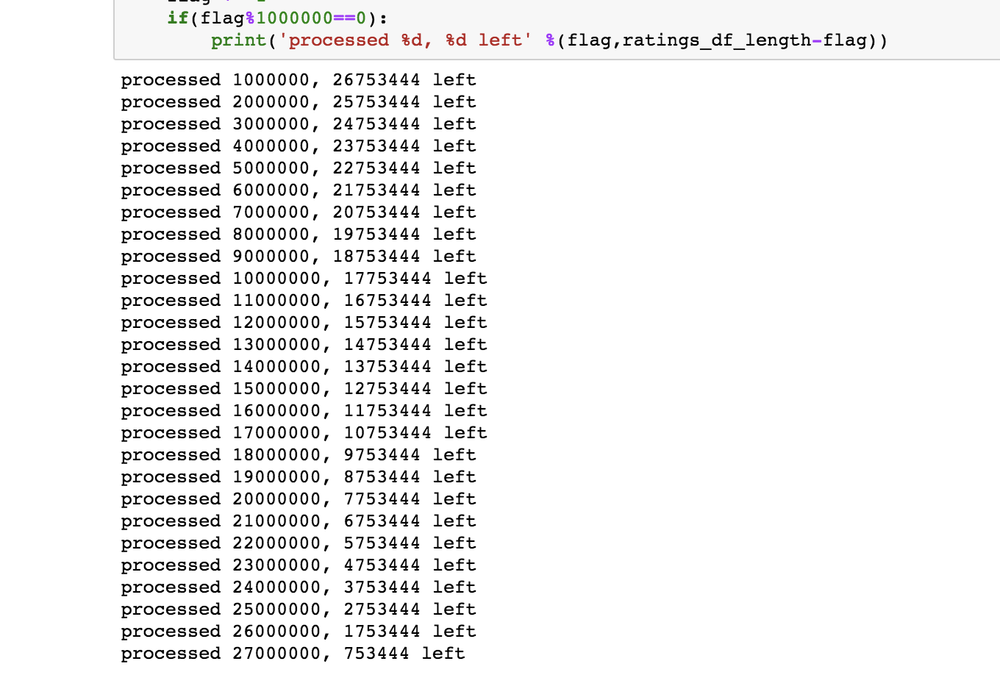 if(flag%1000000==0):
print('processed %d, %d left' %(flag,ratings_df_length-flag))
processed 1000000, 26753444 left
processed 2000000, 25753444 left
processed 3000000, 24753444 left
processed 4000000, 23753444 left
processed 5000000, 22753444 left
processed 6000000, 21753444 left
processed 7000000, 20753444 left
processed 8000000, 19753444 left
processed 9000000, 18753444 left
processed 10000000, 17753444 left
processed 11000000, 16753444 left
processed 12000000, 15753444 left
processed 13000000, 14753444 left
processed 14000000, 13753444 left
processed 15000000, 12753444 left
processed 16000000, 11753444 left
processed 17000000, 10753444 left
processed 18000000, 9753444 left
processed 19000000, 8753444 left
processed 20000000, 7753444 left
processed 21000000, 6753444 left
processed 22000000, 5753444 left
processed 23000000, 4753444 left
processed 24000000, 3753444 left
processed 25000000, 2753444 left
processed 26000000, 1753444 left
processed 27000000, 753444 left